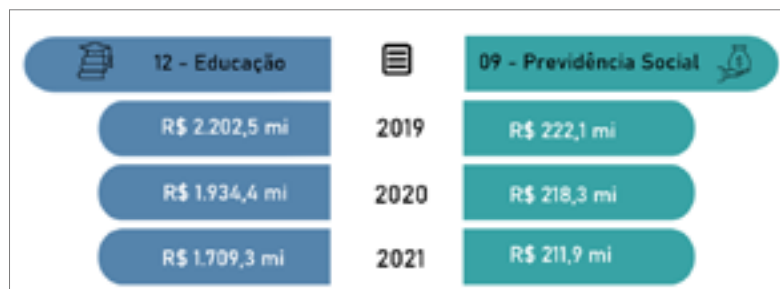 12 - Educação
09 - Previdência Social
R$ 2.202,5 mi
2019
R$ 222,1 mi
R$ 1.934,4 mi
2020
R$ 218,3 mi
R$ 1.709,3 mi
2021
R$ 211,9 mi